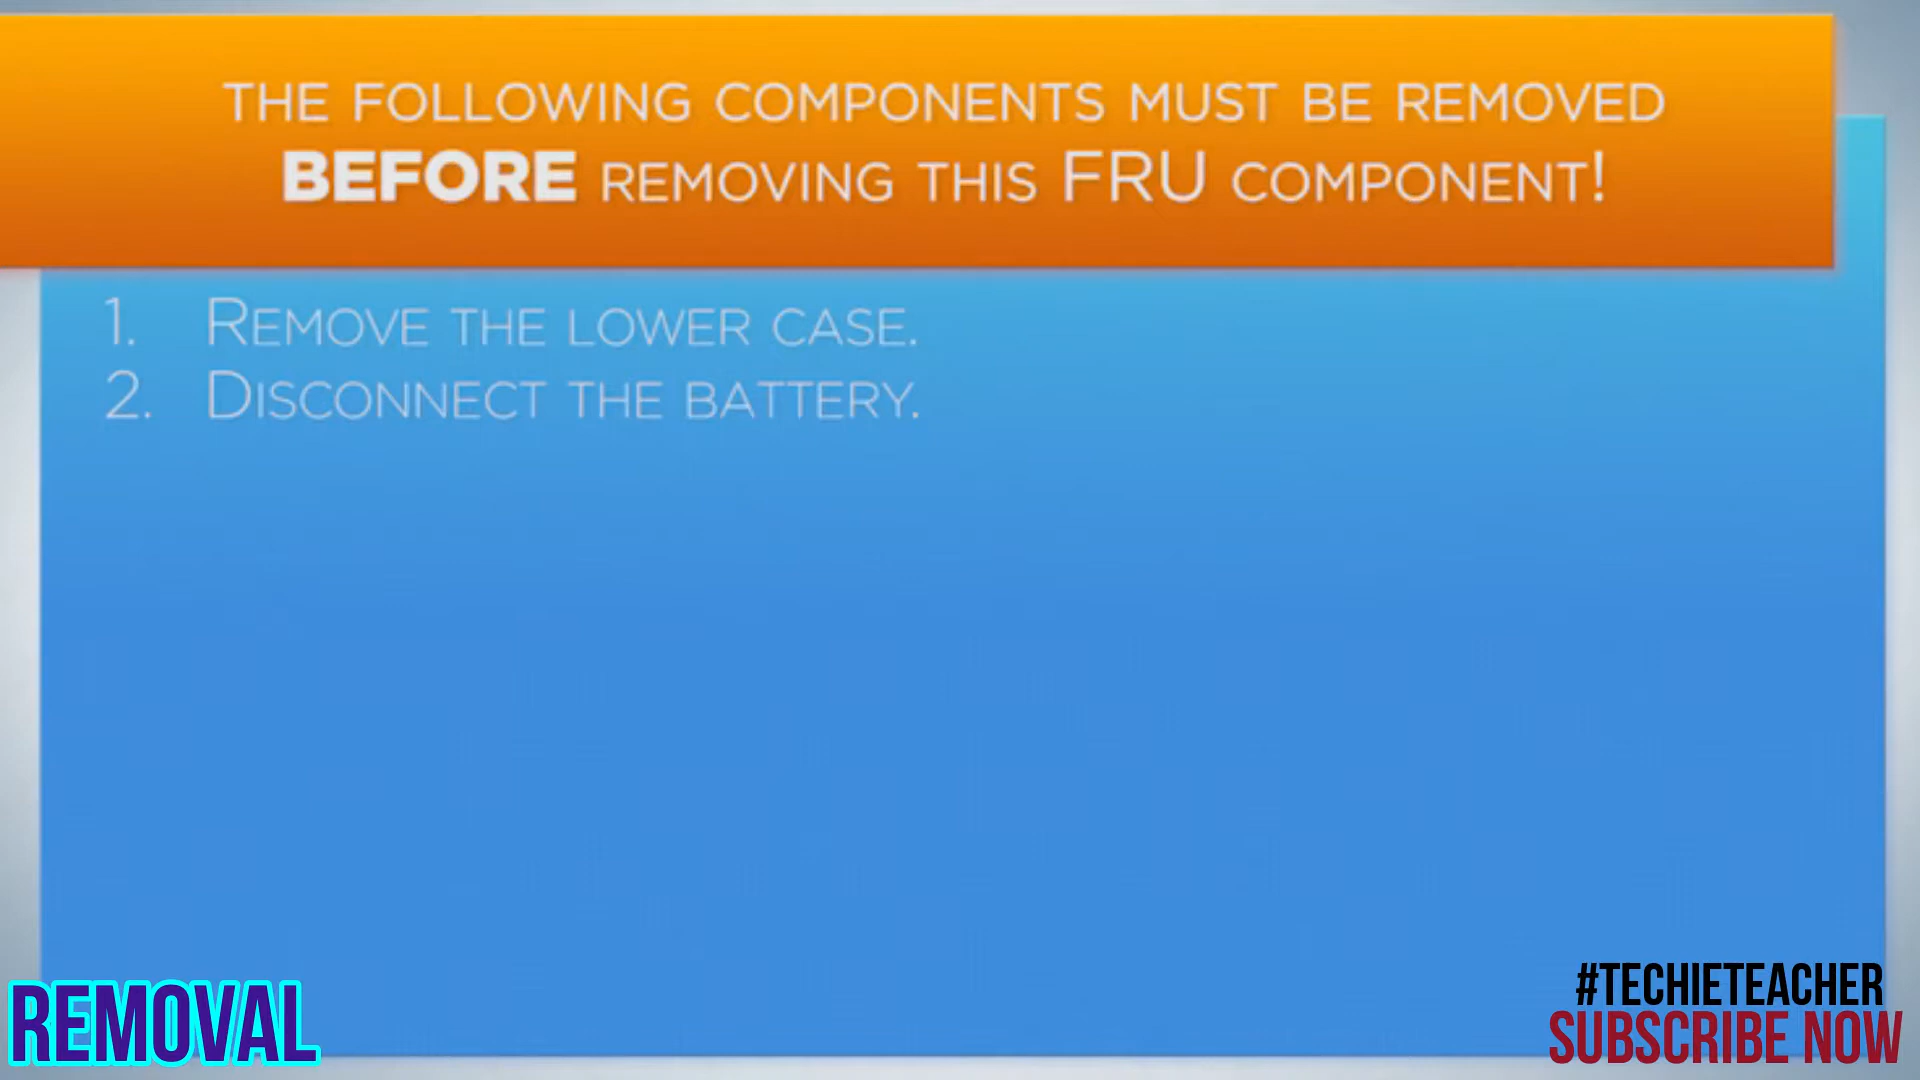 THE FOLLOWING COMPONENTS MUST BE REMOVED
BEFORE REMOVING THIS FRU COMPONENT!
1. REMOVE THE LOWER CASE.
2. DISCONNECT THE BATTERY.
REMOVAL
#TECHIETEACHER
SUBSCRIBE NOW